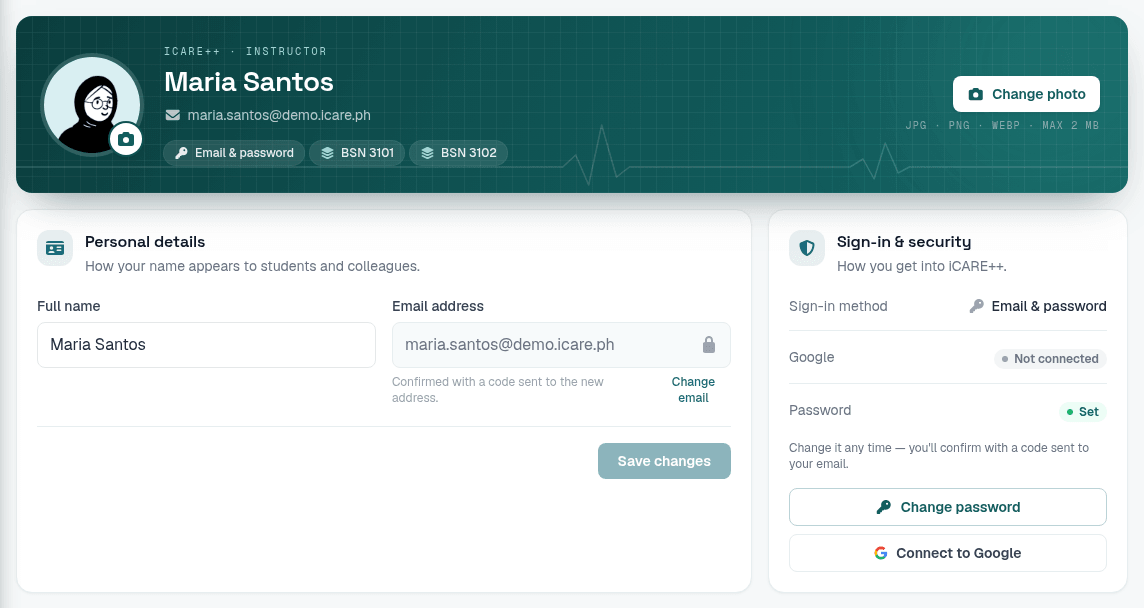 ICARE++ · INSTRUCTOR
Maria Santos
maria.santos@demo.icare.ph
Email & password
BSN 3101
BSN 3102
Change photo
JPG · PNG · WEBP · MAX 2 MB
Personal details
How your name appears to students and colleagues.
Full name
Maria Santos
Email address
maria.santos@demo.icare.ph
Confirmed with a code sent to the new
address.
Change
email
Save changes
Sign-in & security
How you get into iCARE++.
Sign-in method
Email & password
Google
Not connected
Password
Set
Change it any time — you'll confirm with a code sent to
your email.
Change password
Connect to Google